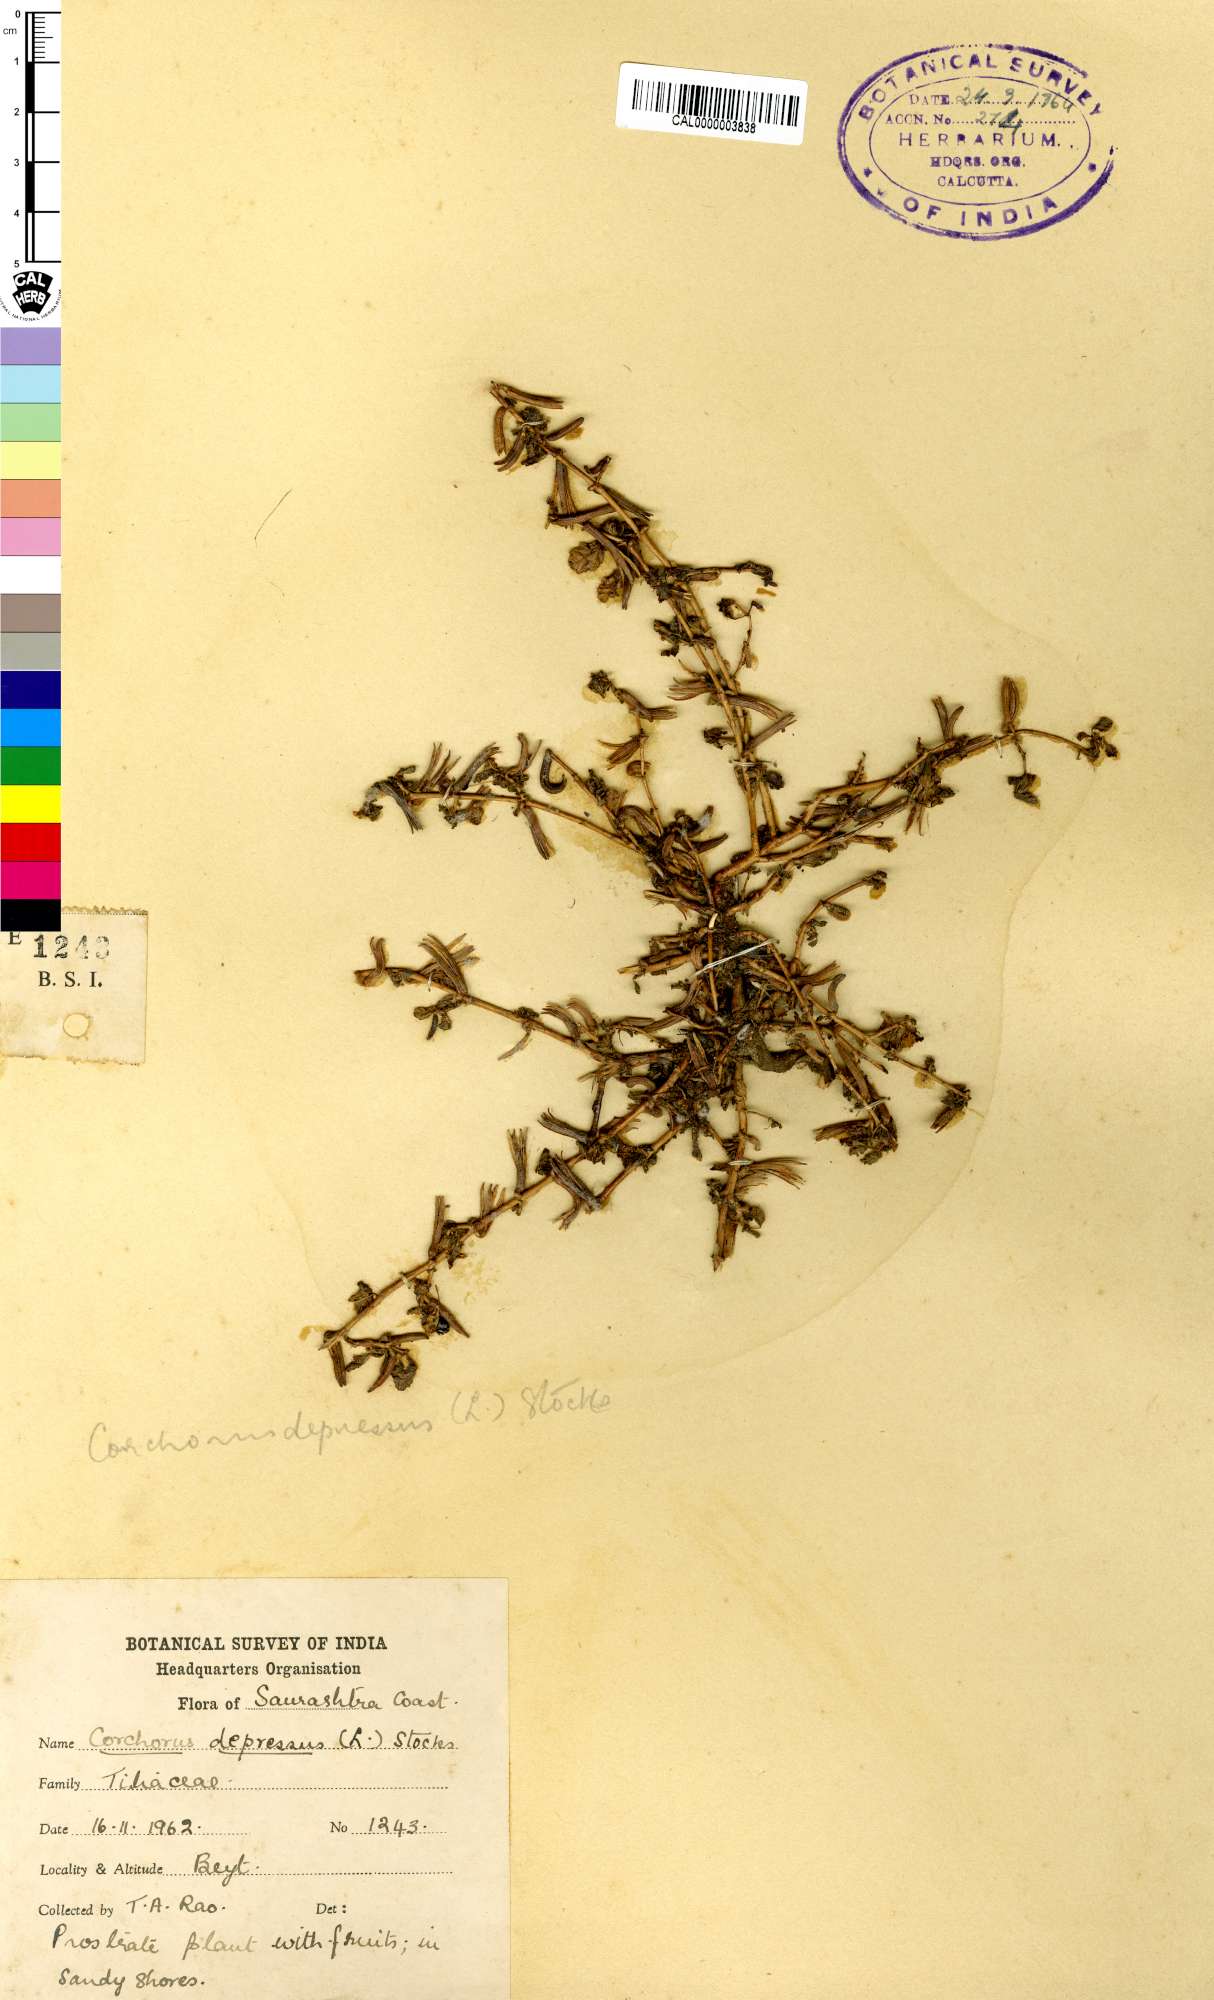 0
cm
1
2
3
4
5
CAL
HERB
CAL0000003838
BOTANICAL SURVEY
DATE 24.9.1964
ACCN. No.
HERBARIUM.
HDQRS. ORG.
CALCUTTA.
OF INDIA
E 1243
B. S. I.
Corchorus depressus (L.) Stocks
BOTANICAL SURVEY OF INDIA
Headquarters Organisation
Flora of Saurashtra Coast.
Name Corchorus depressus (L.) Stocks
Family Tiliaceae.
Date 16.11.1962. No 1243.
Locality & Altitude Beyt.
Collected by T.A. Rao. Det :
Prostrate plant with fruits; in
Sandy Shores.